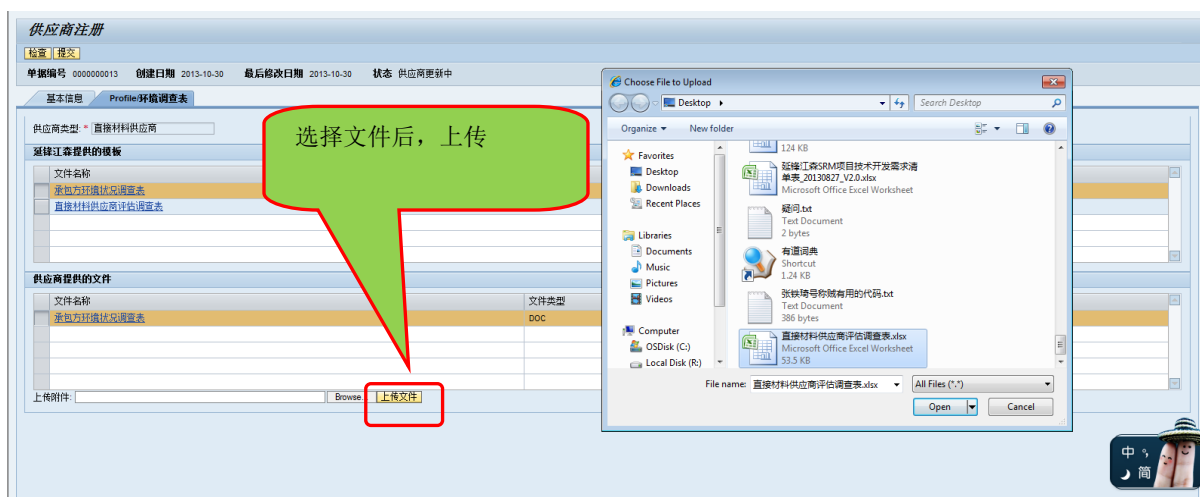 供应商注册
检查 提交
单据编号 0000000013 创建日期 2013-10-30 最后修改日期 2013-10-30 状态 供应商更新中
基本信息 Profile/环境调查表
供应商类型: * 直接材料供应商
延锋江森提供的模板
文件名称
承包方环境状况调查表
直接材料供应商评估调查表
供应商提供的文件
文件名称 文件类型
承包方环境状况调查表 DOC
上传附件: Browse. 上传文件
选择文件后，上传
Choose File to Upload
Desktop
Search Desktop
Organize New folder
Favorites
Desktop
Downloads
Recent Places
Libraries
Documents
Music
Pictures
Videos
Computer
OSDisk (C:)
Local Disk (R:)
124 KB
延锋江森SRM项目技术开发需求清
单表_20130827_V2.0.xlsx
Microsoft Office Excel Worksheet
疑问.txt
Text Document
2 bytes
有道词典
Shortcut
1.24 KB
张铁琦号称贼有用的代码.txt
Text Document
386 bytes
直接材料供应商评估调查表.xlsx
Microsoft Office Excel Worksheet
53.5 KB
File name: 直接材料供应商评估调查表.xlsx All Files (*.*)
Open Cancel
中 °,
简